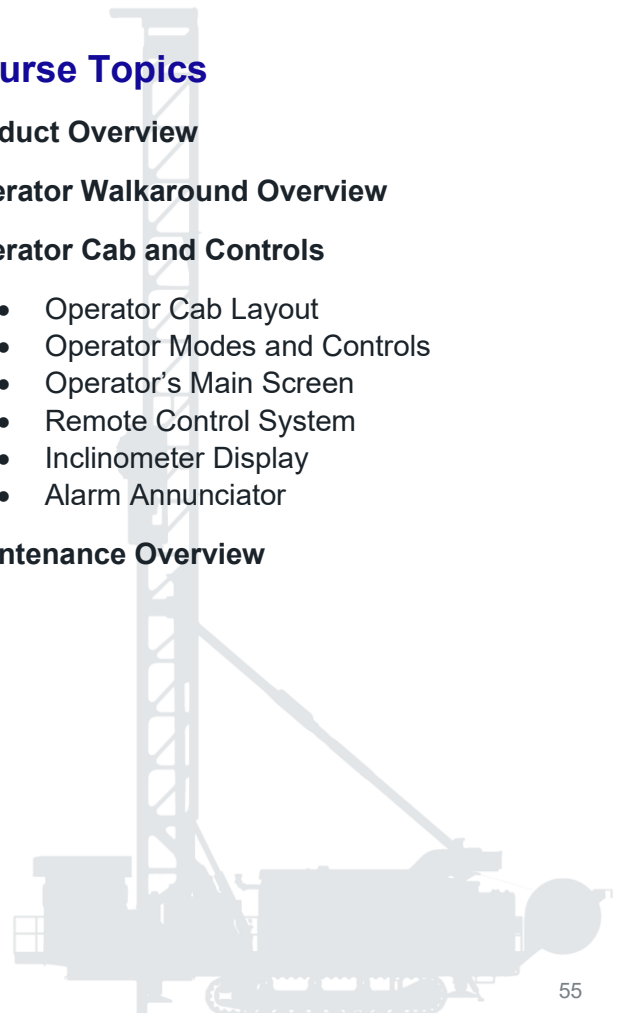 urse Topics
duct Overview
erator Walkaround Overview
erator Cab and Controls
• Operator Cab Layout
• Operator Modes and Controls
• Operator’s Main Screen
• Remote Control System
• Inclinometer Display
• Alarm Annunciator
ntenance Overview
55